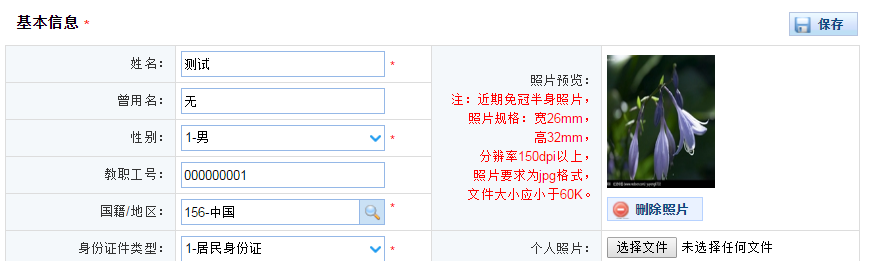 基本信息 *
保存
姓名：
测试
*
曾用名：
无
性别：
1-男
*
教职工号：
000000001
国籍/地区：
156-中国
*
身份证件类型：
1-居民身份证
*
照片预览：
注：近期免冠半身照片，
照片规格：宽26mm，
高32mm，
分辨率150dpi以上，
照片要求为jpg格式，
文件大小应小于60K。
删除照片
个人照片：
选择文件 未选择任何文件